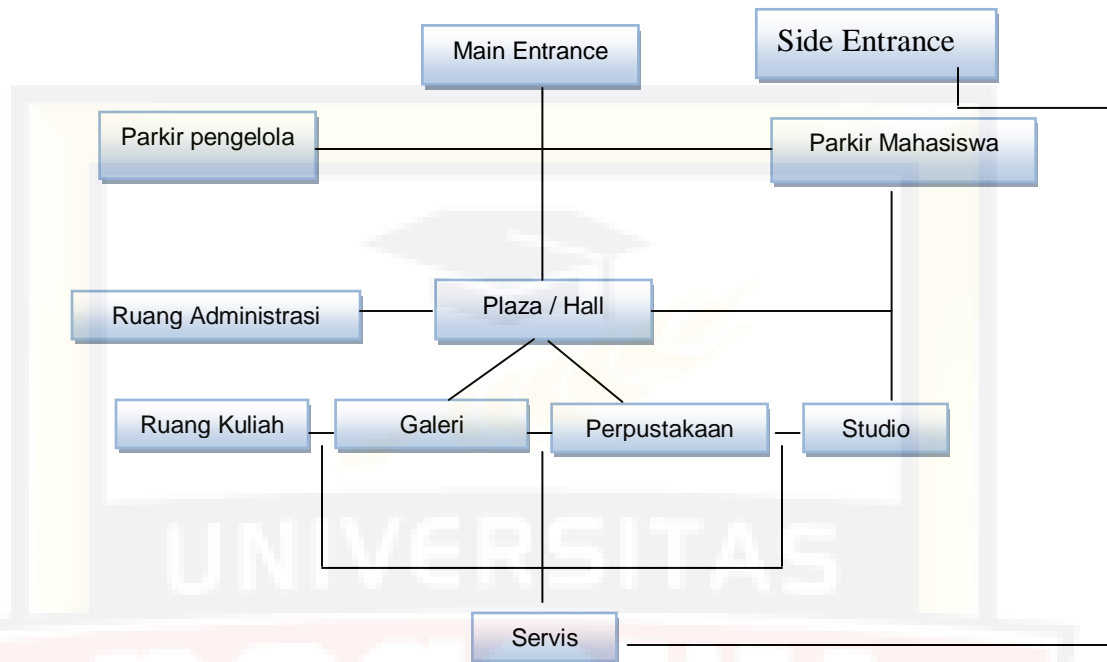 Main Entrance
Side Entrance
Parkir pengelola
Parkir Mahasiswa
Ruang Administrasi
Plaza / Hall
Ruang Kuliah
Galeri
Perpustakaan
Studio
UNIVERSITAS
Servis